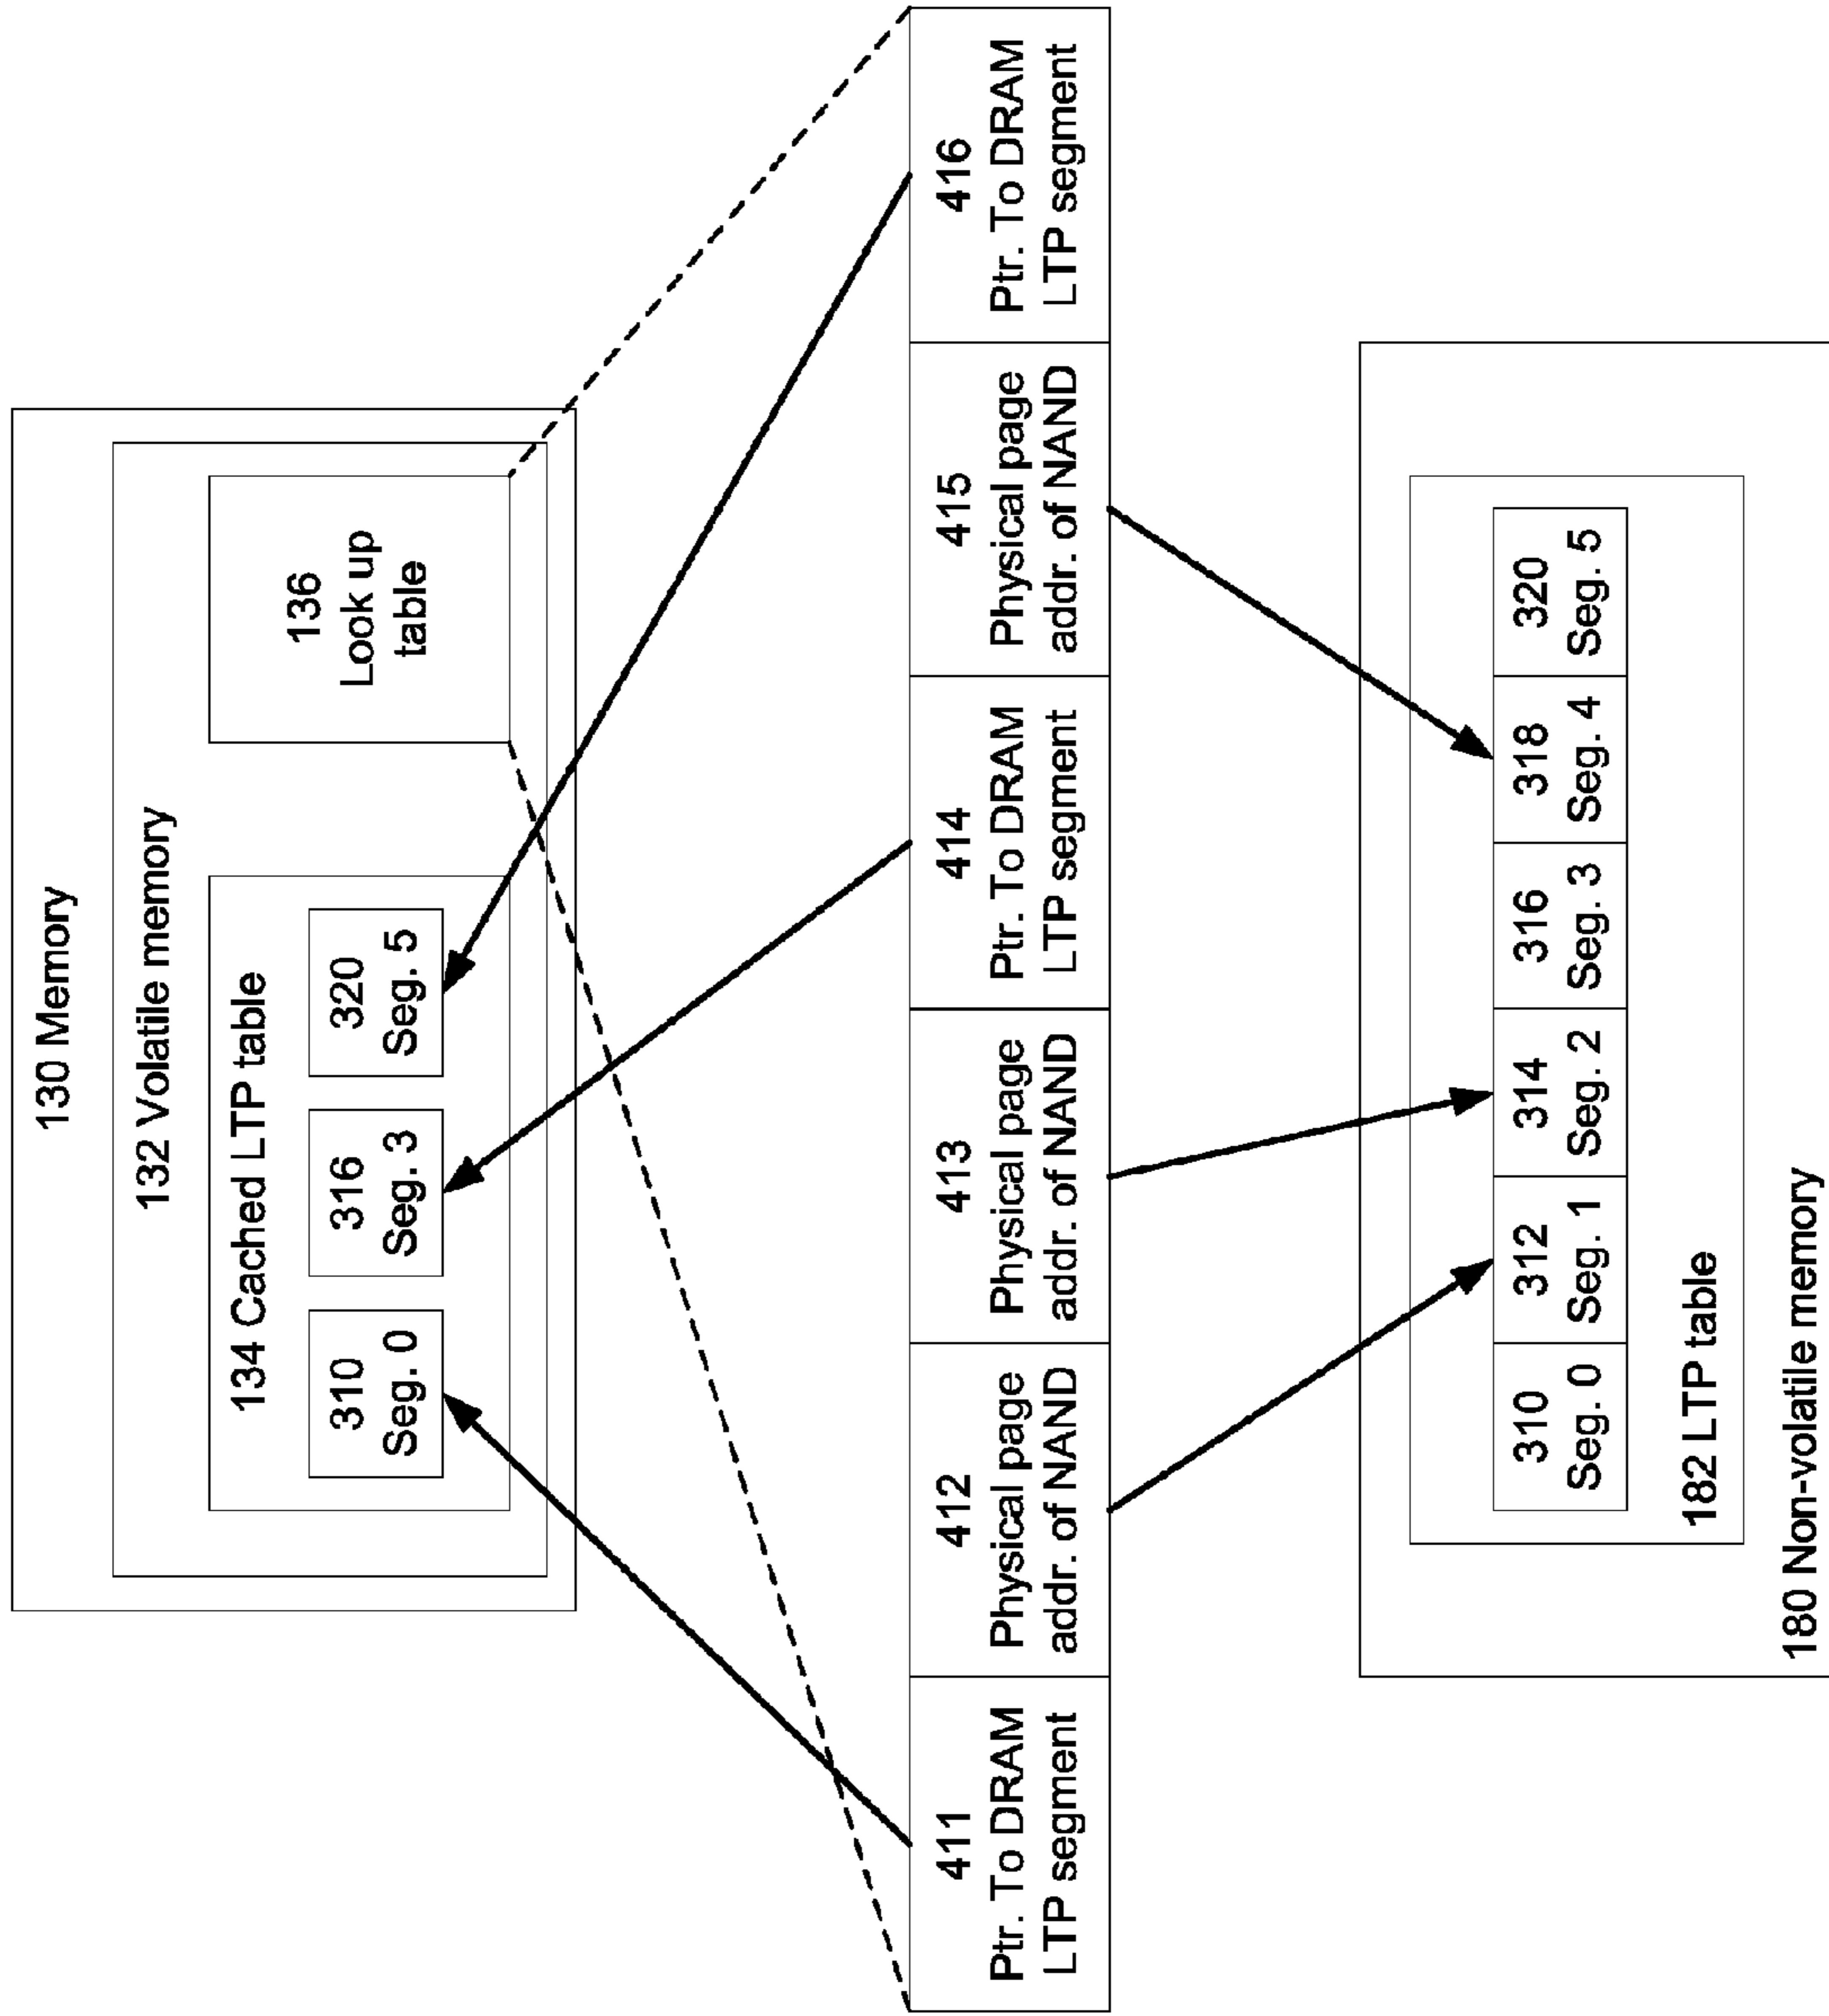 130 Memory
132 Volatile memory
134 Cached LTP table
310
Seg. 0
316
Seg. 3
320
Seg. 5
136
Look up
table
411
Ptr. To DRAM
LTP segment
412
Physical page
addr. of NAND
413
Physical page
addr. of NAND
414
Ptr. To DRAM
LTP segment
415
Physical page
addr. of NAND
416
Ptr. To DRAM
LTP segment
310
Seg. 0
312
Seg. 1
314
Seg. 2
316
Seg. 3
318
Seg. 4
320
Seg. 5
182 LTP table
180 Non-volatile memory